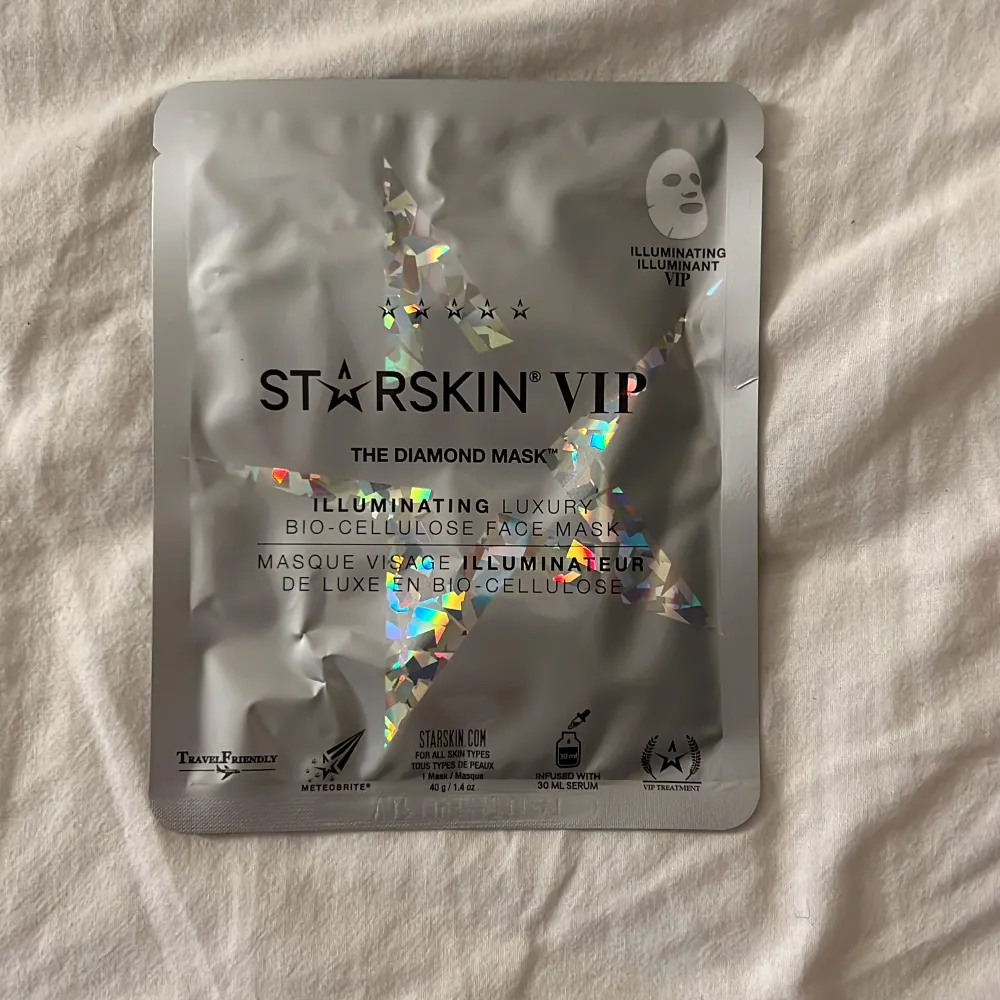 ILLUMINATING
ILLUMINANT
VIP
STARSKIN® VIP
THE DIAMOND MASK™
ILLUMINATING LUXURY
BIO-CELLULOSE FACE MASK
MASQUE VISAGE ILLUMINATEUR
DE LUXE EN BIO-CELLULOSE
TRAVELFRIENDLY
METEOBRITE®
STARSKIN.COM
FOR ALL SKIN TYPES
TOUS TYPES DE PEAUX
1 Mask / Masque
40 g / 1.4 oz
30 ml
INFUSED WITH
30 ML SERUM
VIP TREATMENT